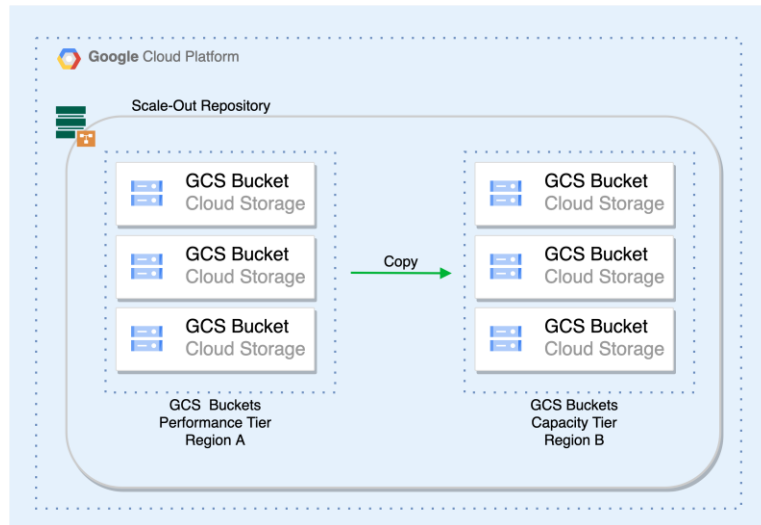 Google Cloud Platform
Scale-Out Repository
GCS Bucket
Cloud Storage
GCS Bucket
Cloud Storage
GCS Bucket
Cloud Storage
GCS Buckets
Performance Tier
Region A
Copy
GCS Bucket
Cloud Storage
GCS Bucket
Cloud Storage
GCS Bucket
Cloud Storage
GCS Buckets
Capacity Tier
Region B